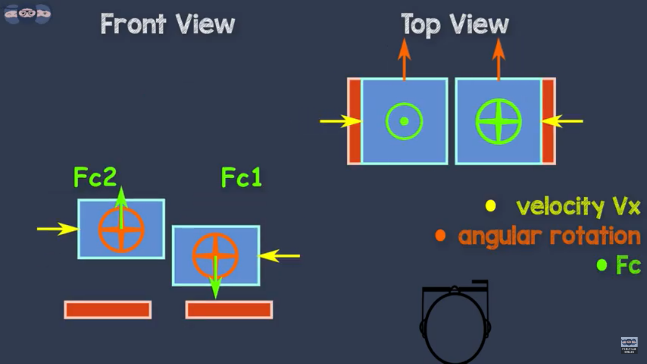 Front View
Top View
Fc2
Fc1
velocity Vx
angular rotation
Fc